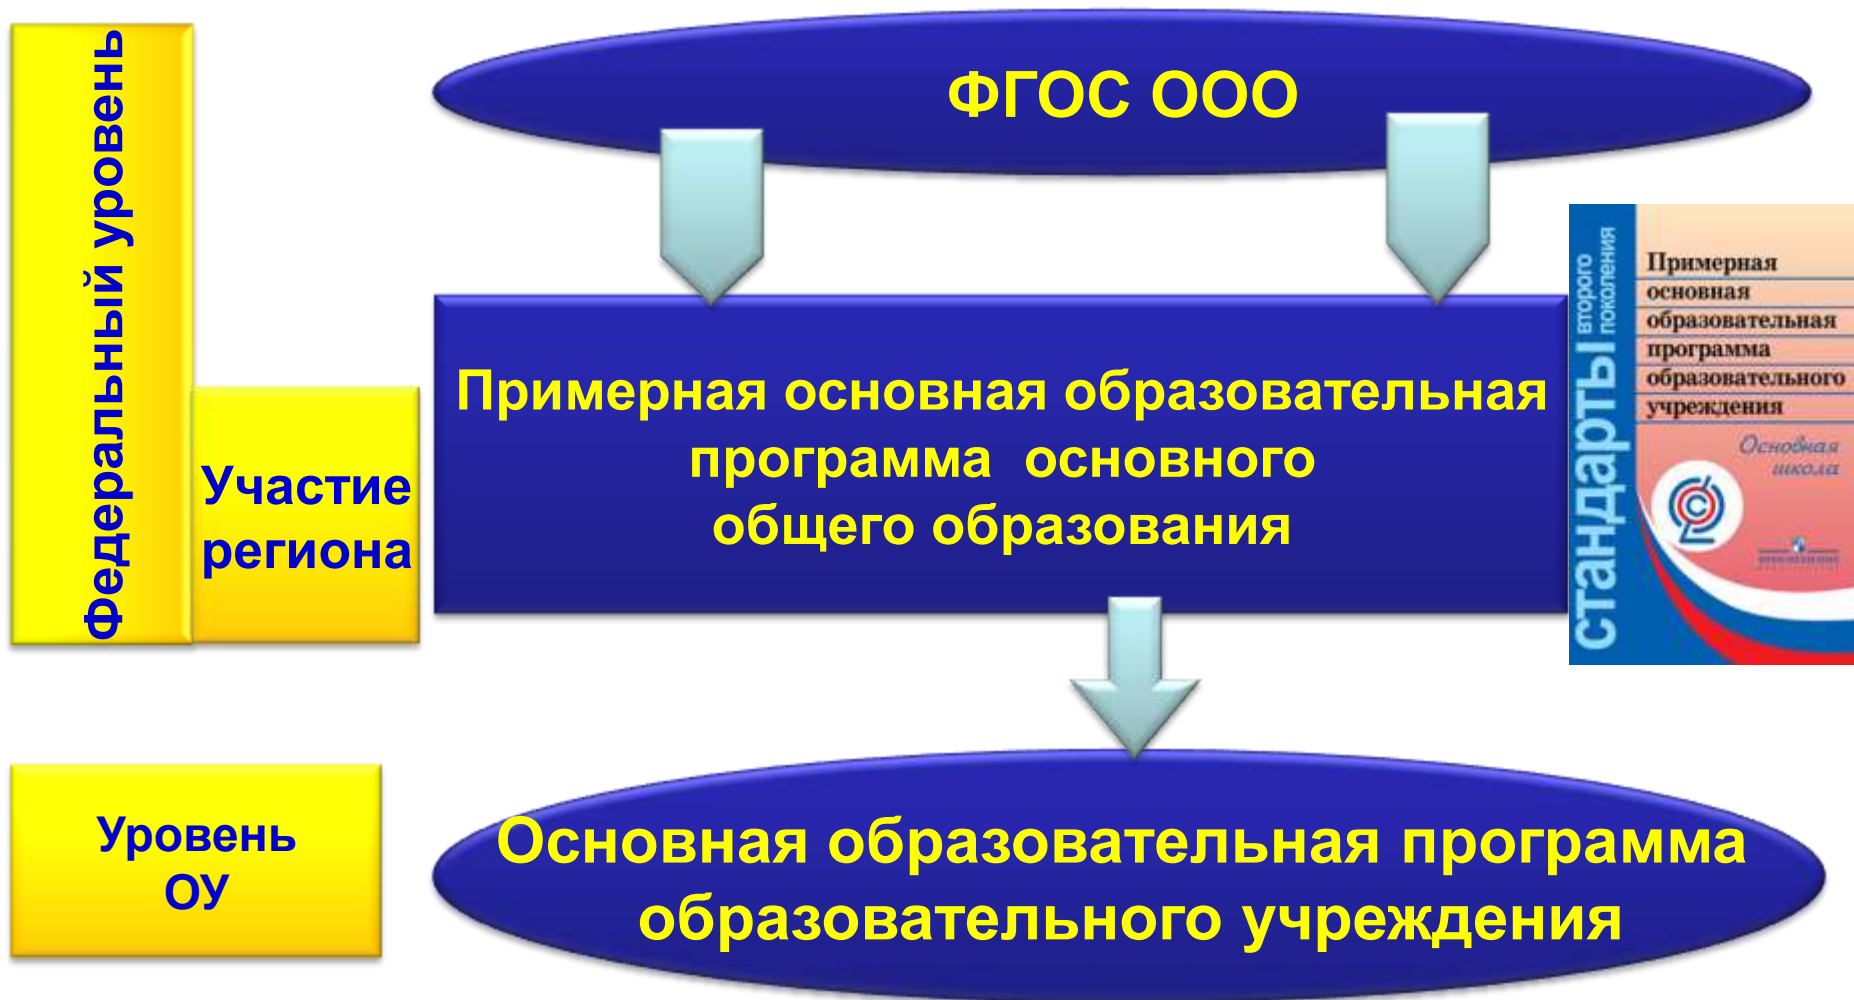 Федеральный уровень
ФГОС ООО
Участие
региона
Примерная основная образовательная
программа основного
общего образования
стандарты
второго
поколения
Примерная
основная
образовательная
программа
образовательного
учреждения
Основная
школа
Уровень
ОУ
Основная образовательная программа
образовательного учреждения